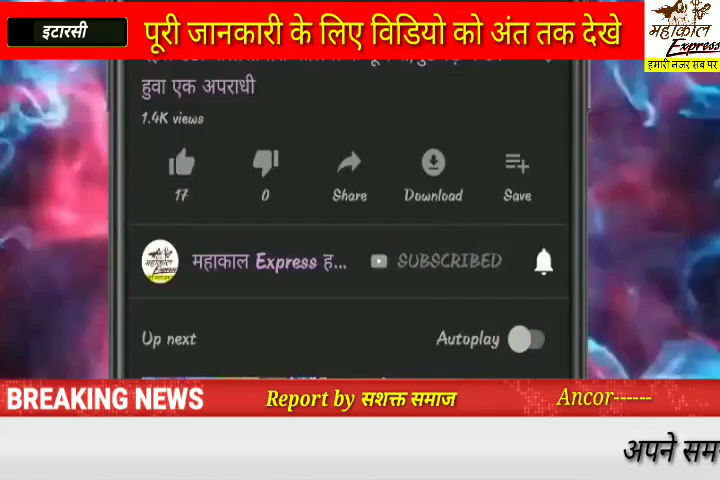 इटारसी
पूरी जानकारी के लिए विडियो को अंत तक देखे
महाकाल
Express
हमारी नजर सब पर
हुवा एक अपराधी
1.4K views
17
0
Share
Download
Save
महाकाल Express ह...
SUBSCRIBED
Up next
Autoplay
BREAKING NEWS
Report by सशक्त समाज
Ancor------
अपने